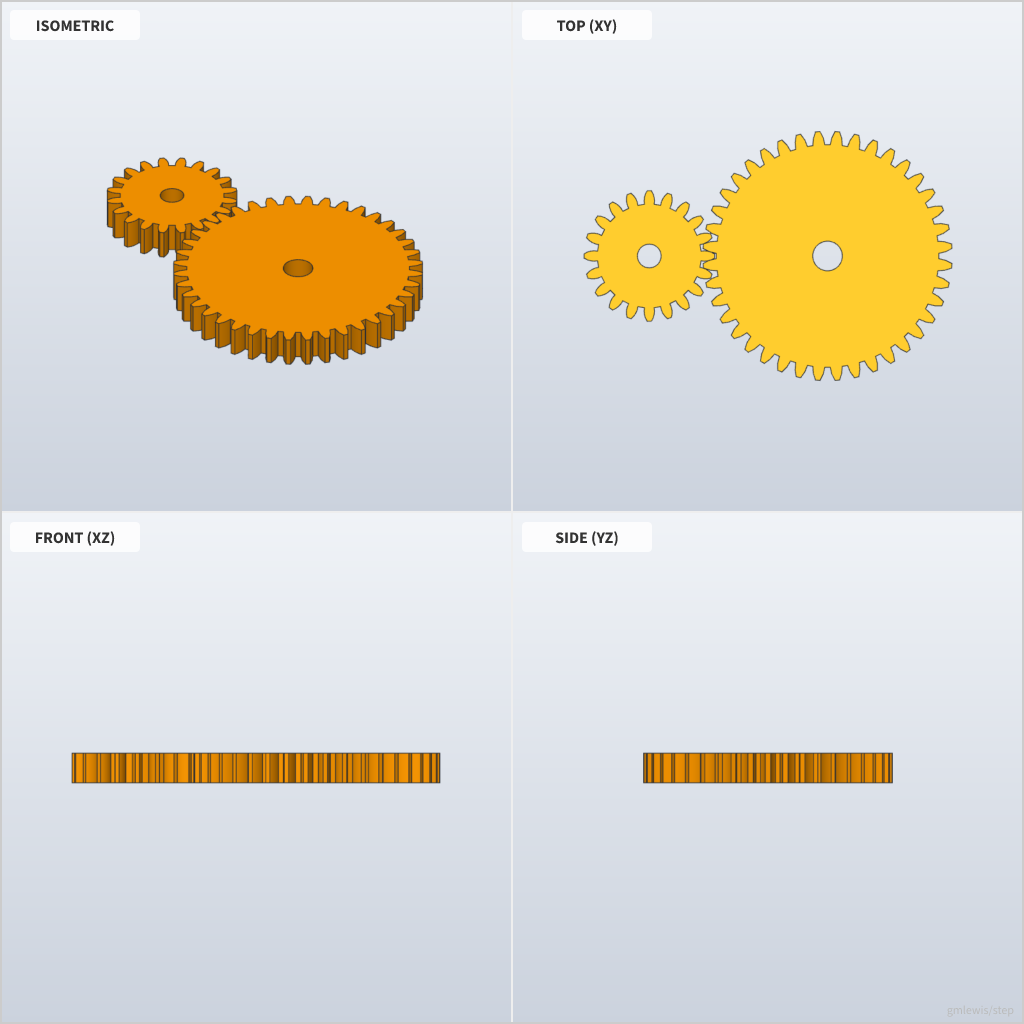 ISOMETRIC
TOP (XY)
FRONT (XZ)
SIDE (YZ)
gmlewis/step